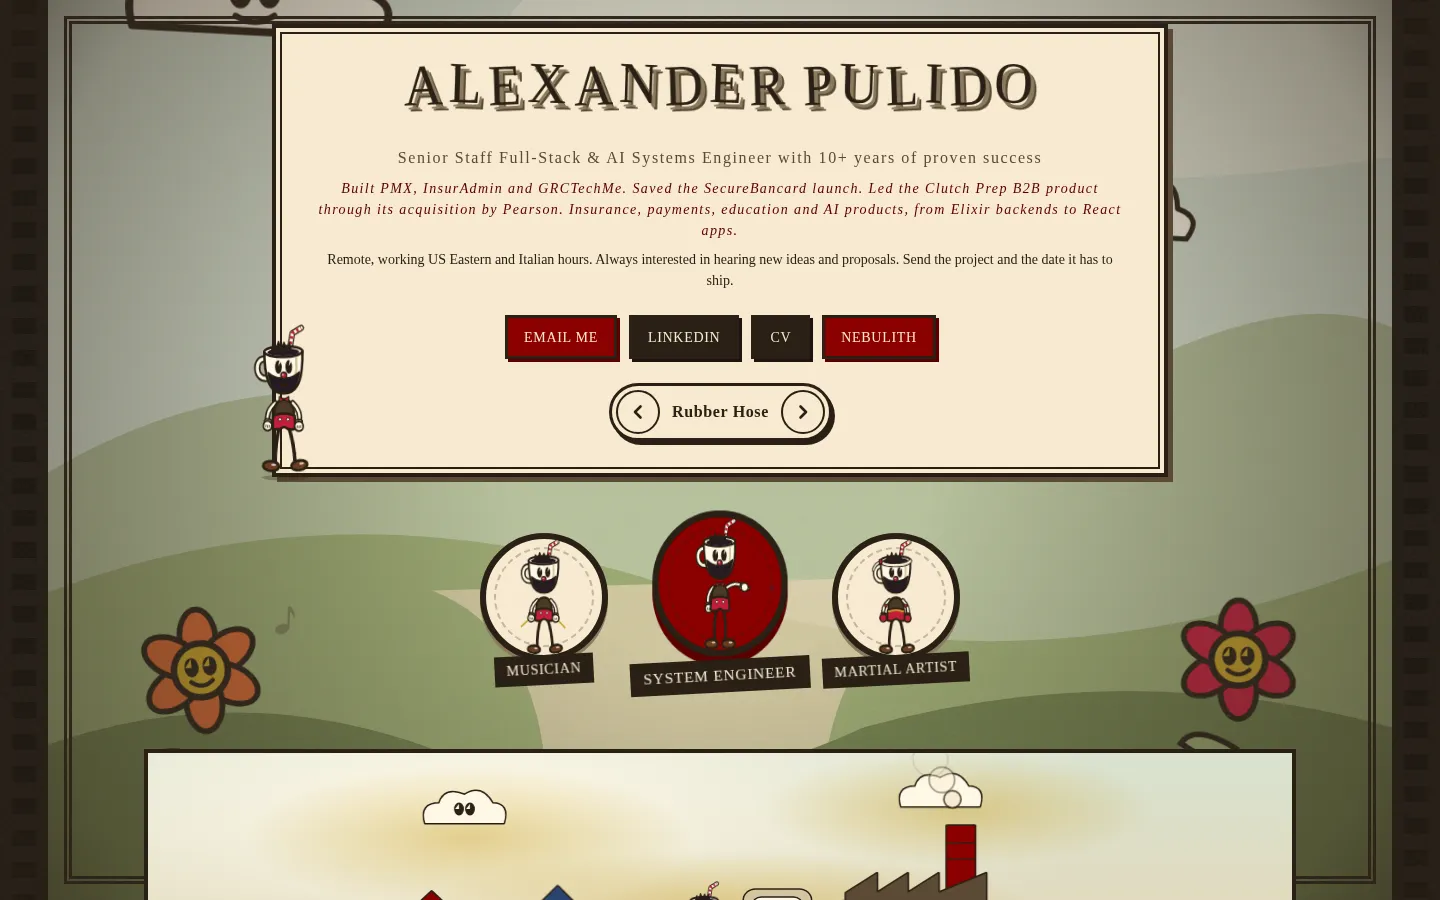 ALEXANDER PULIDO
Senior Staff Full-Stack & AI Systems Engineer with 10+ years of proven success
Built PMX, InsurAdmin and GRCTechMe. Saved the SecureBancard launch. Led the Clutch Prep B2B product
through its acquisition by Pearson. Insurance, payments, education and AI products, from Elixir backends to React
apps.
Remote, working US Eastern and Italian hours. Always interested in hearing new ideas and proposals. Send the project and the date it has to
ship.
EMAIL ME LINKEDIN CV NEBULITH
Rubber Hose
MUSICIAN SYSTEM ENGINEER MARTIAL ARTIST